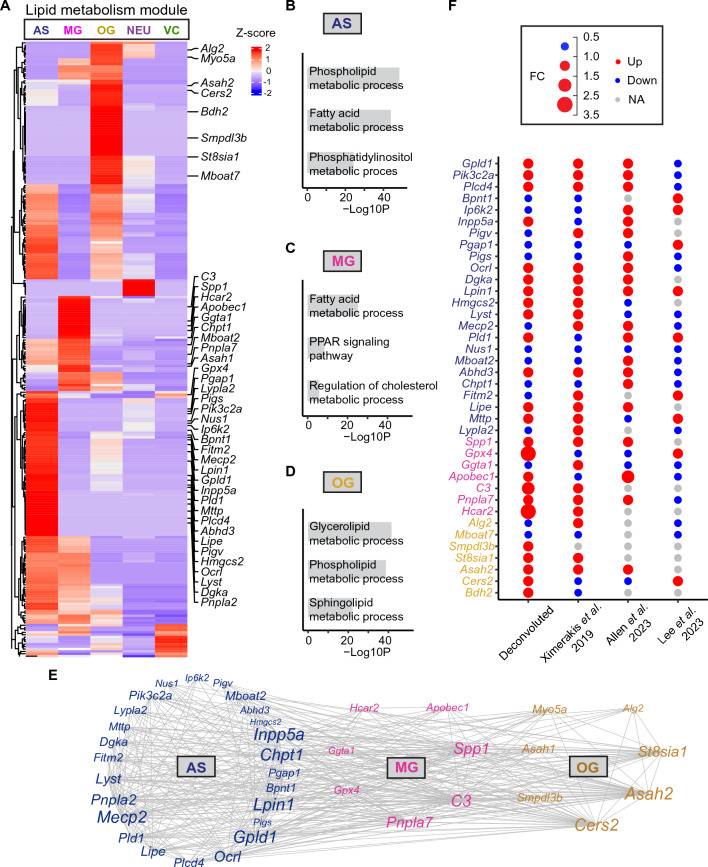 A
Lipid metabolism module
AS MG OG NEU VC
Z-score
2
1
0
-1
-2
Alg2
Myo5a
Asah2
Cers2
Bdh2
Smpdl3b
St8sia1
Mboat7
C3
Spp1
Hcar2
Apobec1
Ggta1
Chpt1
Mboat2
Pnpla7
Asah1
Gpx4
Pgap1
Lypla2
Pigs
Pik3c2a
Nus1
Ip6k2
Bpnt1
Fitm2
Mecp2
Lpin1
Gpld1
Inpp5a
Pld1
Mttp
Plcd4
Abhd3
Lipe
Pigv
Hmgcs2
Ocrl
Lyst
Dgka
Pnpla2
B
AS
Phospholipid
metabolic process
Fatty acid
metabolic process
Phosphatidylinositol
metabolic proces
0 20 40
−Log10P
C
MG
Fatty acid
metabolic process
PPAR signaling
pathway
Regulation of cholesterol
metabolic process
0 20 40
−Log10P
D
OG
Glycerolipid
metabolic process
Phospholipid
metabolic process
Sphingolipid
metabolic process
0 20 40
−Log10P
F
FC
0.5
1.0
1.5
2.5
3.5
Up
Down
NA
Gpld1
Pik3c2a
Plcd4
Bpnt1
Ip6k2
Inpp5a
Pigv
Pgap1
Pigs
Ocrl
Dgka
Lpin1
Hmgcs2
Lyst
Mecp2
Pld1
Nus1
Mboat2
Abhd3
Chpt1
Fitm2
Lipe
Mttp
Lypla2
Spp1
Gpx4
Ggta1
Apobec1
C3
Pnpla7
Hcar2
Alg2
Mboat7
Smpdl3b
St8sia1
Asah2
Cers2
Bdh2
Deconvoluted
Ximerakis et al.
2019
Allen et al.
2023
Lee et al.
2023
E
Ip6k2
Nus1
Pigv
Pik3c2a
Mboat2
Lypla2
Abhd3
Mttp
Hmgcs2
Dgka
Inpp5a
Fitm2
Chpt1
AS
Lyst
Pgap1
Bpnt1
Pnpla2
Lpin1
Mecp2
Pigs
Pld1
Gpld1
Lipe
Ocrl
Plcd4
Hcar2
Apobec1
Ggta1
Spp1
MG
Gpx4
C3
Pnpla7
Myo5a
Alg2
Asah1
St8sia1
OG
Smpdl3b
Asah2
Cers2